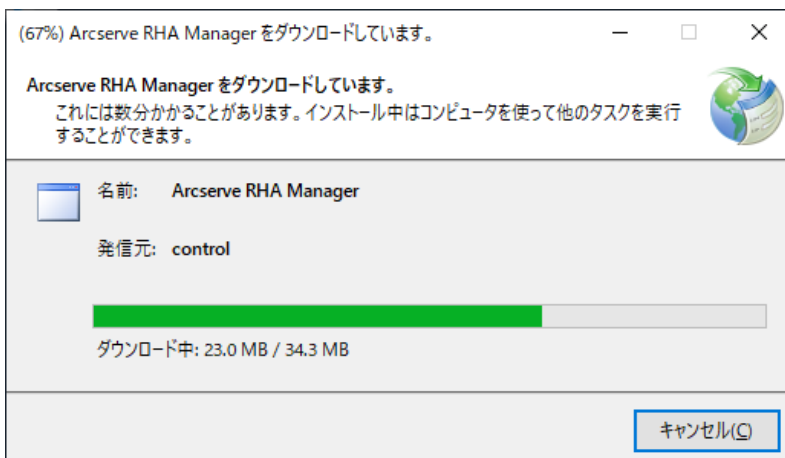 (67%) Arcserve RHA Manager をダウンロードしています。
Arcserve RHA Manager をダウンロードしています。
これには数分かかることがあります。インストール中はコンピュータを使って他のタスクを実行
することができます。
名前: Arcserve RHA Manager
発信元: control
ダウンロード中: 23.0 MB / 34.3 MB
キャンセル(C)